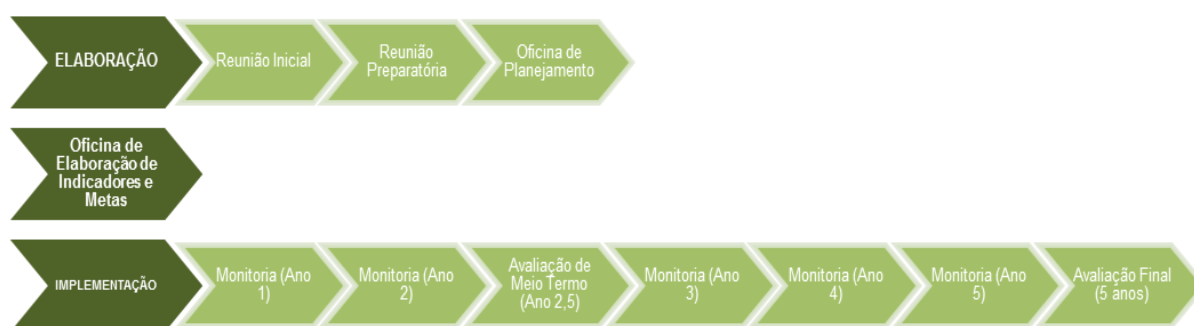 ELABORAÇÃO
Reunião Inicial
Reunião
Preparatória
Oficina de
Planejamento
Oficina de
Elaboração de
Indicadores e
Metas
IMPLEMENTAÇÃO
Monitoria (Ano
1)
Monitoria (Ano
2)
Avaliação de
Meio Termo
(Ano 2,5)
Monitoria (Ano
3)
Monitoria (Ano
4)
Monitoria (Ano
5)
Avaliação Final
(5 anos)